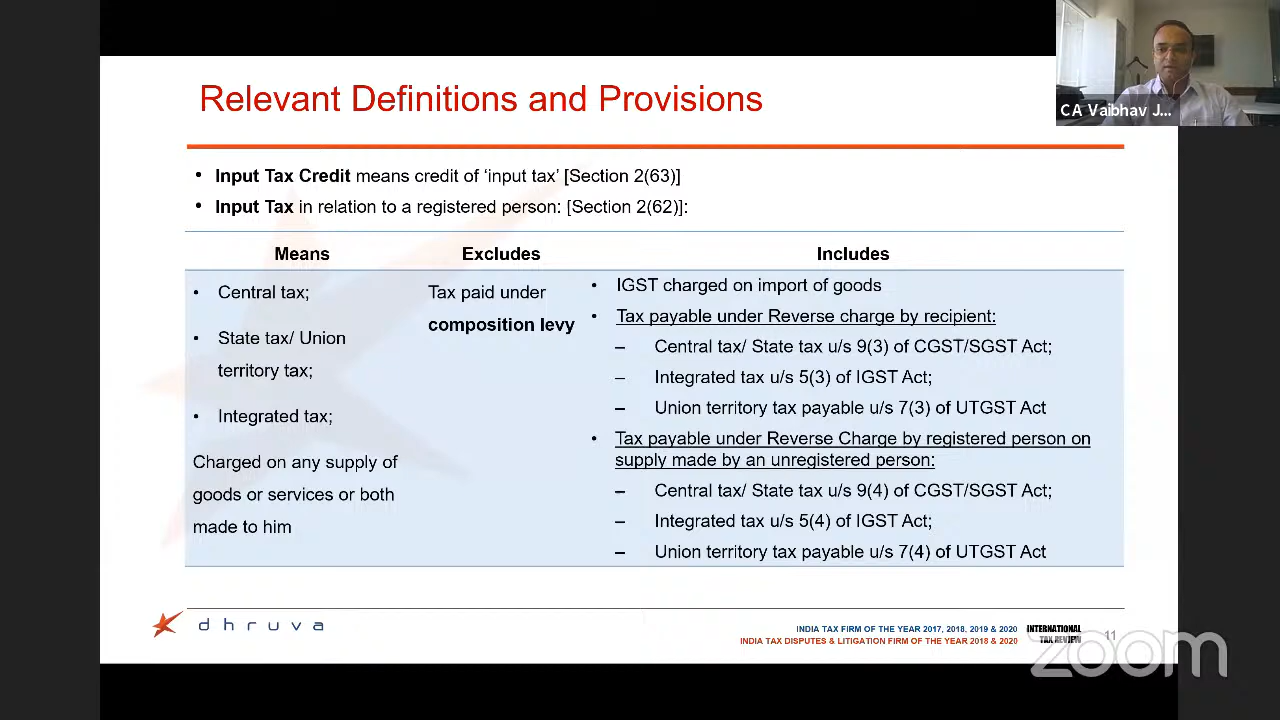 Relevant Definitions and Provisions
CA Vaibhav J...
• Input Tax Credit means credit of ‘input tax’ [Section 2(63)]
• Input Tax in relation to a registered person: [Section 2(62)]:
Means
Excludes
Includes
• Central tax;
• State tax/ Union
territory tax;
• Integrated tax;
Charged on any supply of
goods or services or both
made to him
Tax paid under
composition levy
• IGST charged on import of goods
• Tax payable under Reverse charge by recipient:
– Central tax/ State tax u/s 9(3) of CGST/SGST Act;
– Integrated tax u/s 5(3) of IGST Act;
– Union territory tax payable u/s 7(3) of UTGST Act
• Tax payable under Reverse Charge by registered person on
supply made by an unregistered person:
– Central tax/ State tax u/s 9(4) of CGST/SGST Act;
– Integrated tax u/s 5(4) of IGST Act;
– Union territory tax payable u/s 7(4) of UTGST Act
dhruva
INDIA TAX FIRM OF THE YEAR 2017, 2018, 2019 & 2020
INDIA TAX DISPUTES & LITIGATION FIRM OF THE YEAR 2018 & 2020
INTERNATIONAL
TAX REVIEW
11
zoom